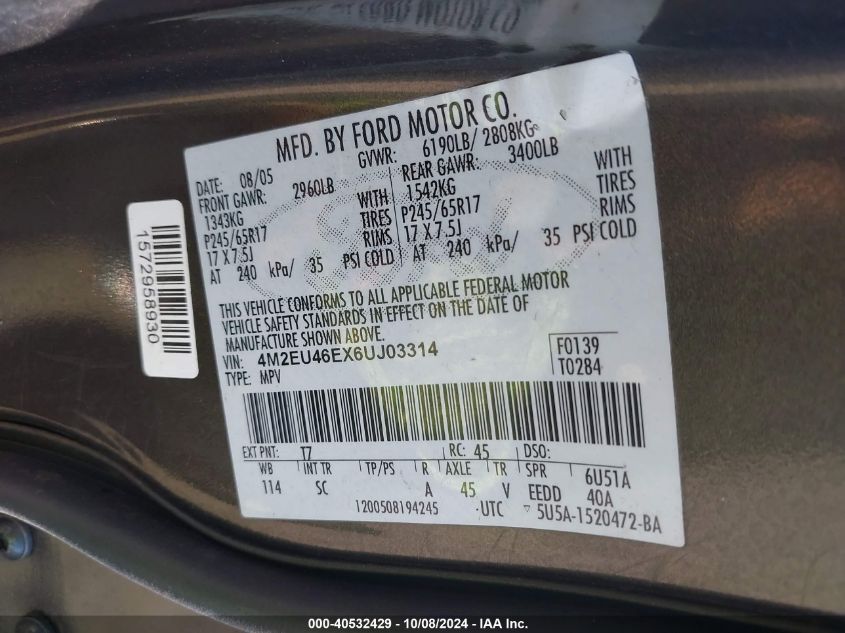 MFD. BY FORD MOTOR CO.
DATE: 08/05 GVWR: 6190LB/ 2808KG
FRONT GAWR: 2960LB REAR GAWR: 3400LB
1343KG WITH 1542KG WITH
P245/65R17 TIRES P245/65R17 TIRES
17 X 7.5J RIMS 17 X 7.5J RIMS
AT 240 kPa/ 35 PSI COLD AT 240 kPa/ 35 PSI COLD
THIS VEHICLE CONFORMS TO ALL APPLICABLE FEDERAL MOTOR
VEHICLE SAFETY STANDARDS IN EFFECT ON THE DATE OF
MANUFACTURE SHOWN ABOVE.
VIN: 4M2EU46EX6UJ03314 F0139
TYPE: MPV T0284
EXT PNT: T7 RC: 45 DSO:
WB INT TR TP/PS R AXLE TR SPR 6U51A
114 SC A 45 V EEDD 40A
1200508194245 UTC 5U5A-1520472-BA
1572958930
000-40532429 - 10/08/2024 - IAA Inc.